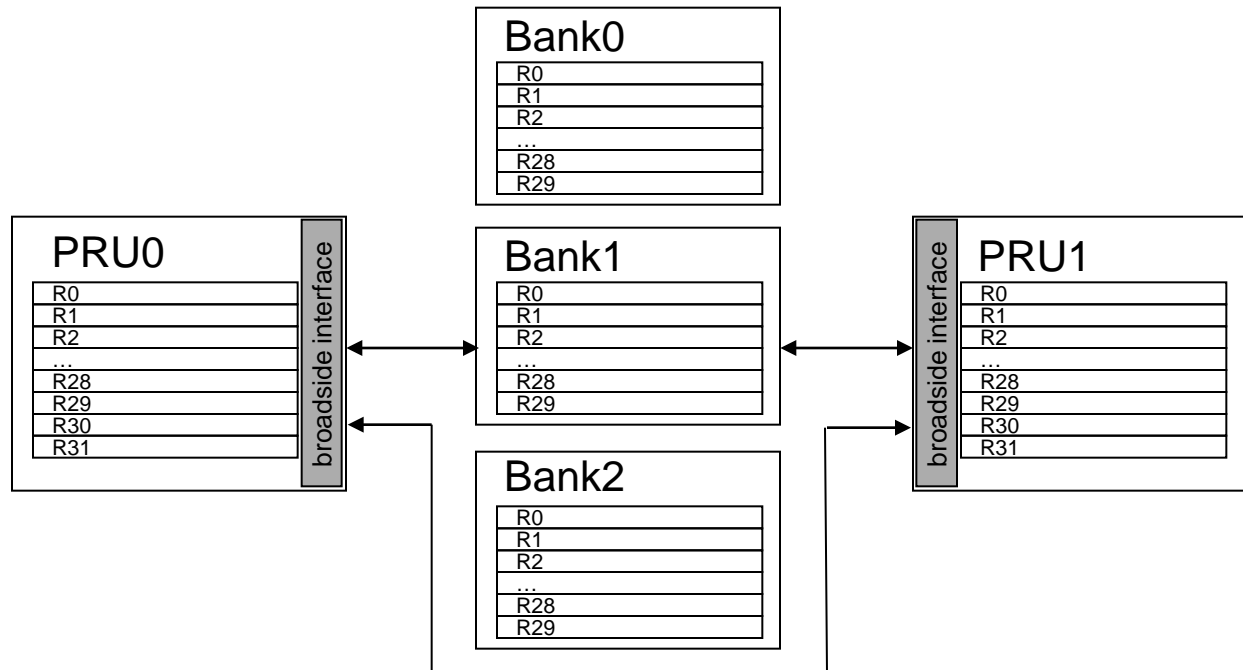 Bank0
R0
R1
R2
...
R28
R29
PRU0
R0
R1
R2
...
R28
R29
R30
R31
broadside interface
Bank1
R0
R1
R2
...
R28
R29
broadside interface
PRU1
R0
R1
R2
...
R28
R29
R30
R31
Bank2
R0
R1
R2
...
R28
R29